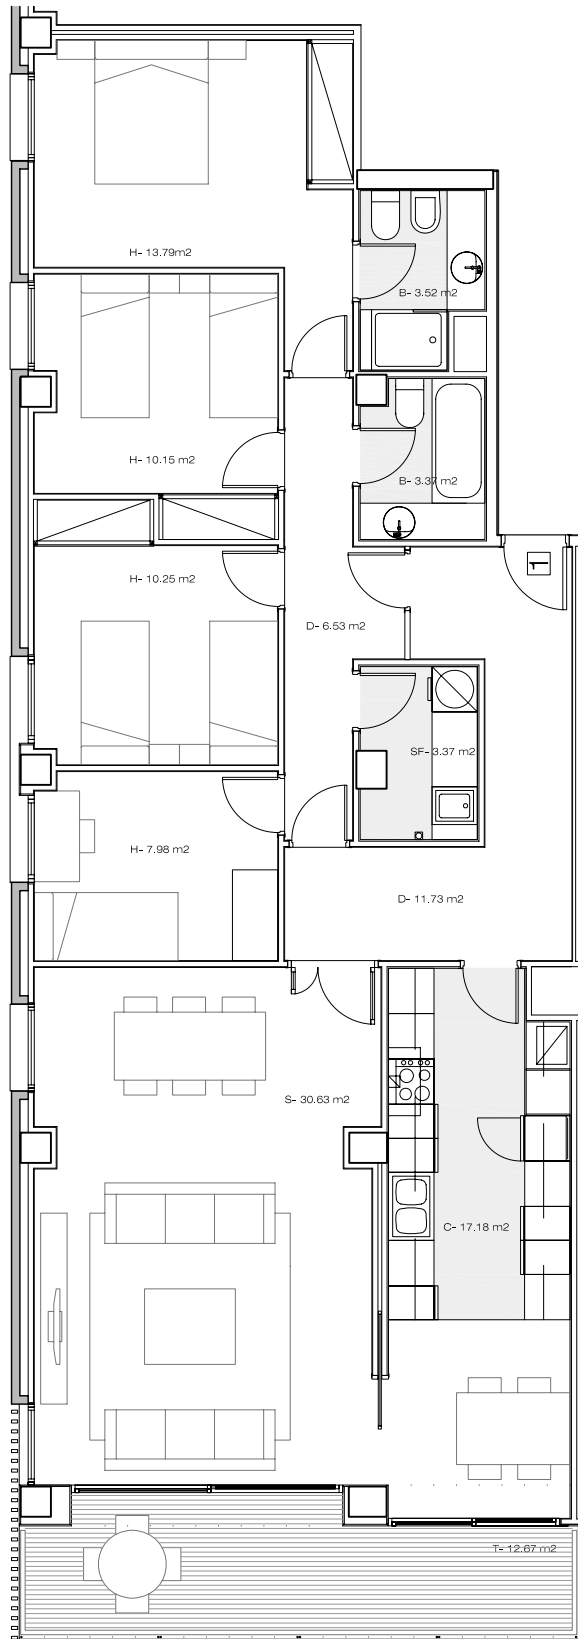 H- 13.79m2
B- 3.52 m2
H- 10.15 m2
B- 3.37 m2
1
H- 10.25 m2
D- 6.53 m2
SF- 3.37 m2
H- 7.98 m2
D- 11.73 m2
S- 30.63 m2
C- 17.18 m2
T- 12.67 m2